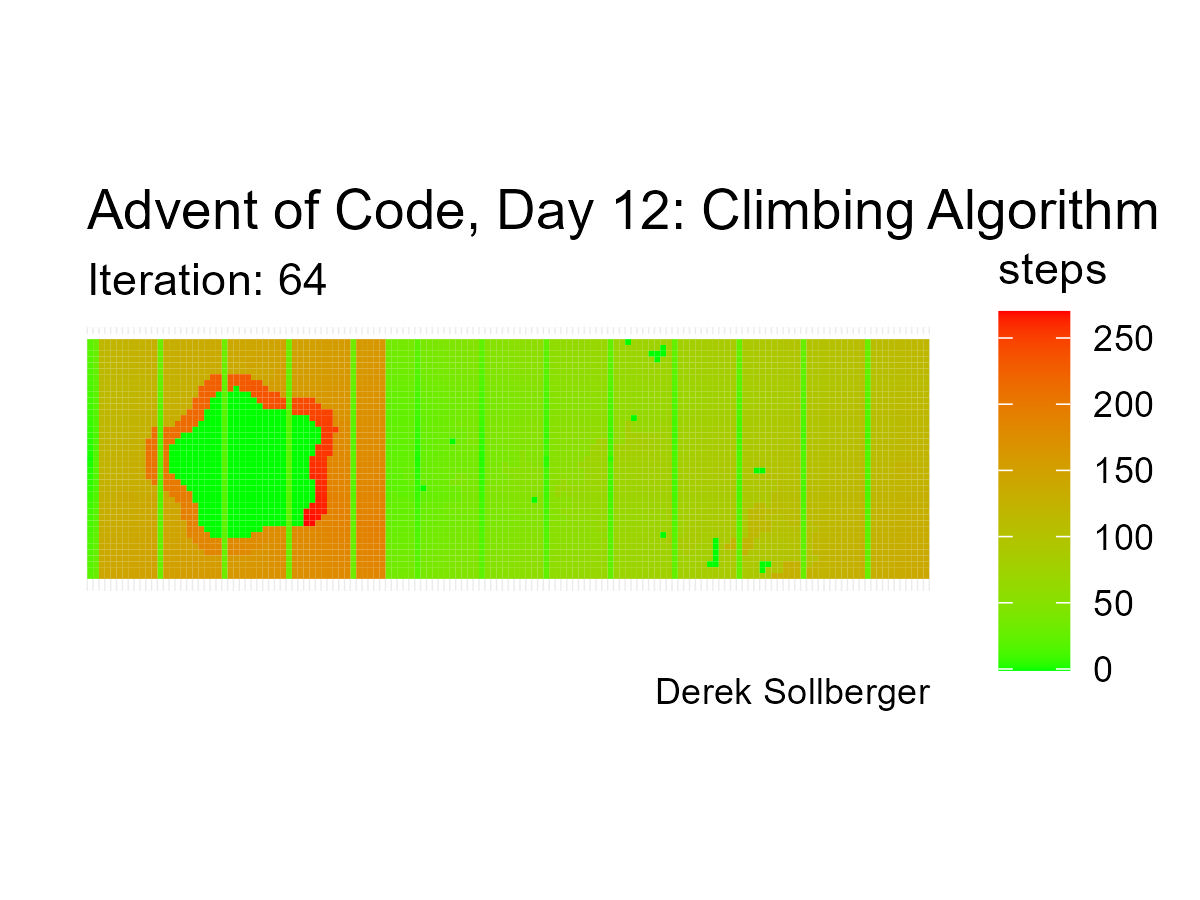 Advent of Code, Day 12: Climbing Algorithm
Iteration: 64
steps
250
200
150
100
50
0
Derek Sollberger